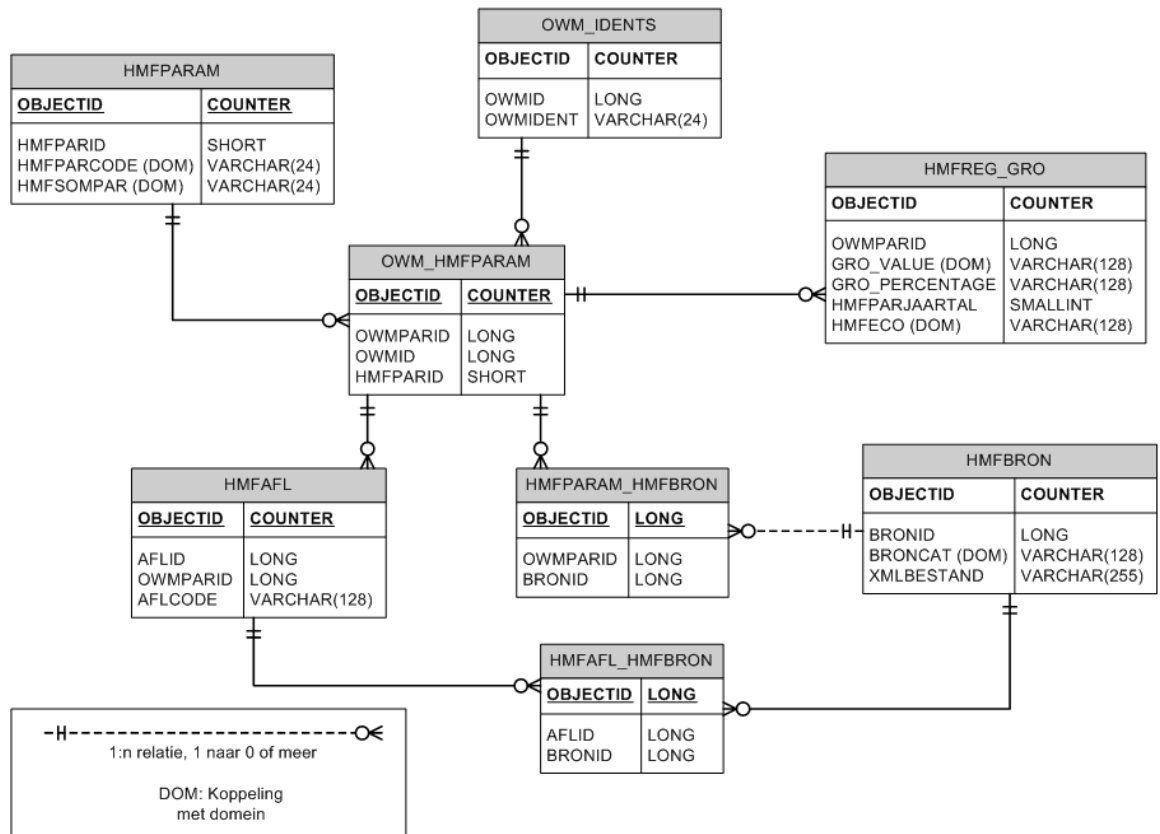 OWM_IDENTS
OBJECTID COUNTER
OWMID LONG
OWMIDENT VARCHAR(24)
HMFPARAM
OBJECTID COUNTER
HMFPARID SHORT
HMFPARCODE (DOM) VARCHAR(24)
HMFSOMPAR (DOM) VARCHAR(24)
HMFREG_GRO
OBJECTID COUNTER
OWMPARID LONG
GRO_VALUE (DOM) VARCHAR(128)
GRO_PERCENTAGE VARCHAR(128)
HMFPARJAARTAL SMALLINT
HMFECO (DOM) VARCHAR(128)
OWM_HMFPARAM
OBJECTID COUNTER
OWMPARID LONG
OWMID LONG
HMFPARID SHORT
HMFAFL
OBJECTID COUNTER
AFLID LONG
OWMPARID LONG
AFLCODE VARCHAR(128)
HMFPARAM_HMFBRON
OBJECTID LONG
OWMPARID LONG
BRONID LONG
HMFBRON
OBJECTID COUNTER
BRONID LONG
BRONCAT (DOM) VARCHAR(128)
XMLBESTAND VARCHAR(255)
HMFAFL_HMFBRON
OBJECTID LONG
AFLID LONG
BRONID LONG
1:n relatie, 1 naar 0 of meer
DOM: Koppeling
met domein